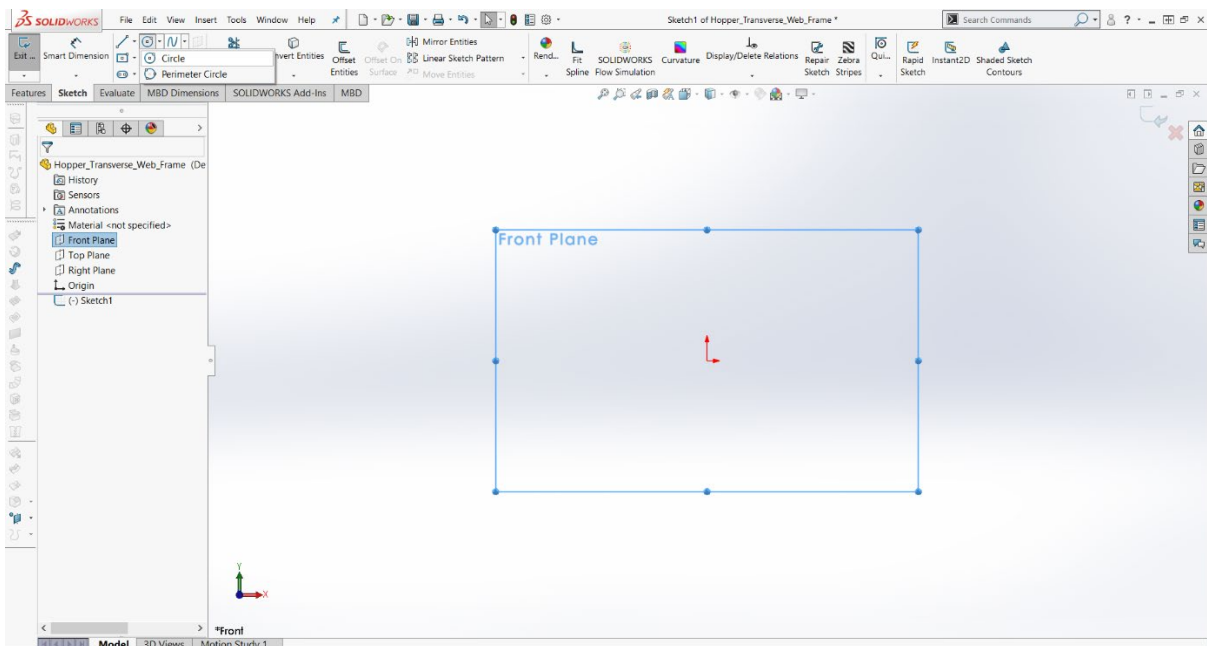 SOLIDWORKS File Edit View Insert Tools Window Help Sketch1 of Hopper_Transverse_Web_Frame * Search Commands ?
Exit ... Smart Dimension Circle Perimeter Circle
vert Entities Offset Entities Offset On Surface Mirror Entities Linear Sketch Pattern Move Entities
Rend... Fit Spline SOLIDWORKS Flow Simulation Curvature Display/Delete Relations Repair Sketch Zebra Stripes Qui... Rapid Sketch Instant2D Shaded Sketch Contours
Features Sketch Evaluate MBD Dimensions SOLIDWORKS Add-Ins MBD
Hopper_Transverse_Web_Frame (De
History
Sensors
Annotations
Material <not specified>
Front Plane
Top Plane
Right Plane
Origin
(-) Sketch1
Front Plane
Y
X
*Front
Model 3D Views Motion Study 1